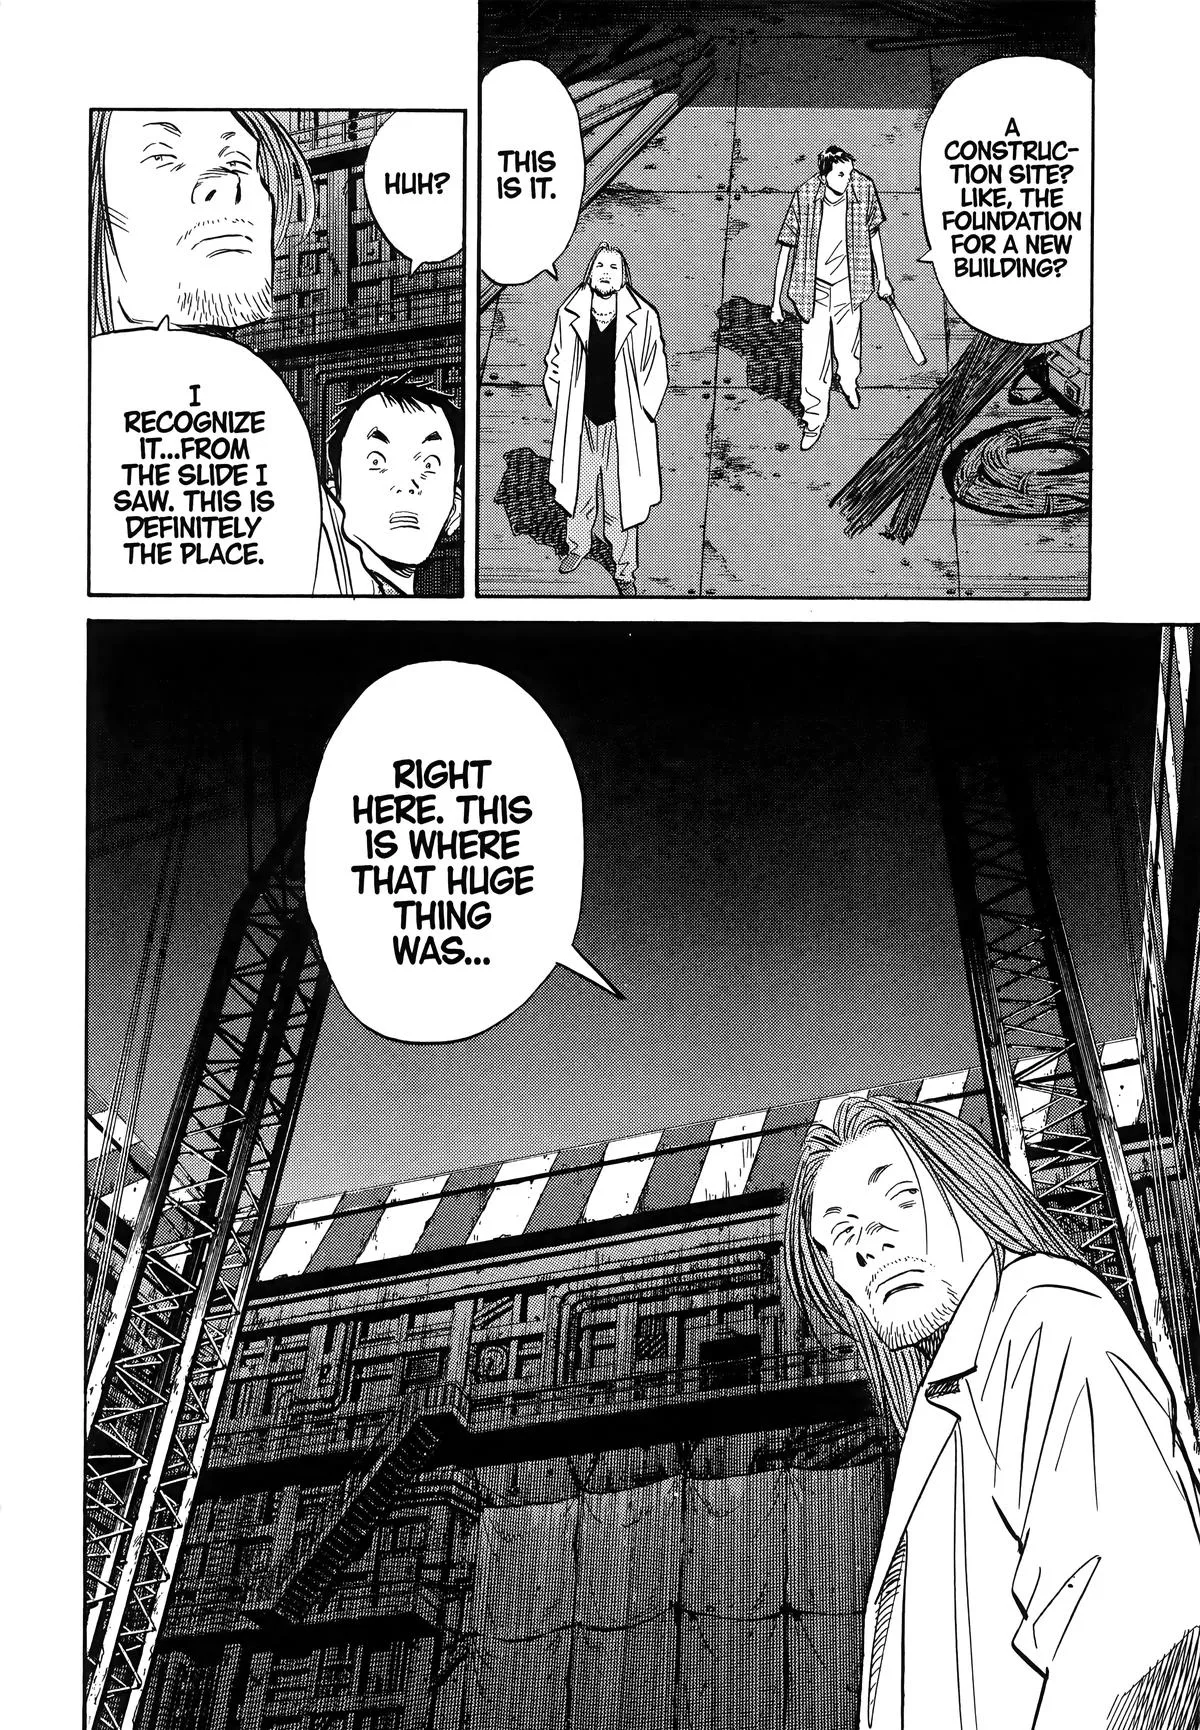 A
CONSTRUC-
TION SITE?
LIKE, THE
FOUNDATION
FOR A NEW
BUILDING?
THIS
IS IT.
HUH?
I
RECOGNIZE
IT...FROM
THE SLIDE I
SAW. THIS IS
DEFINITELY
THE PLACE.
RIGHT
HERE. THIS
IS WHERE
THAT HUGE
THING
WAS...